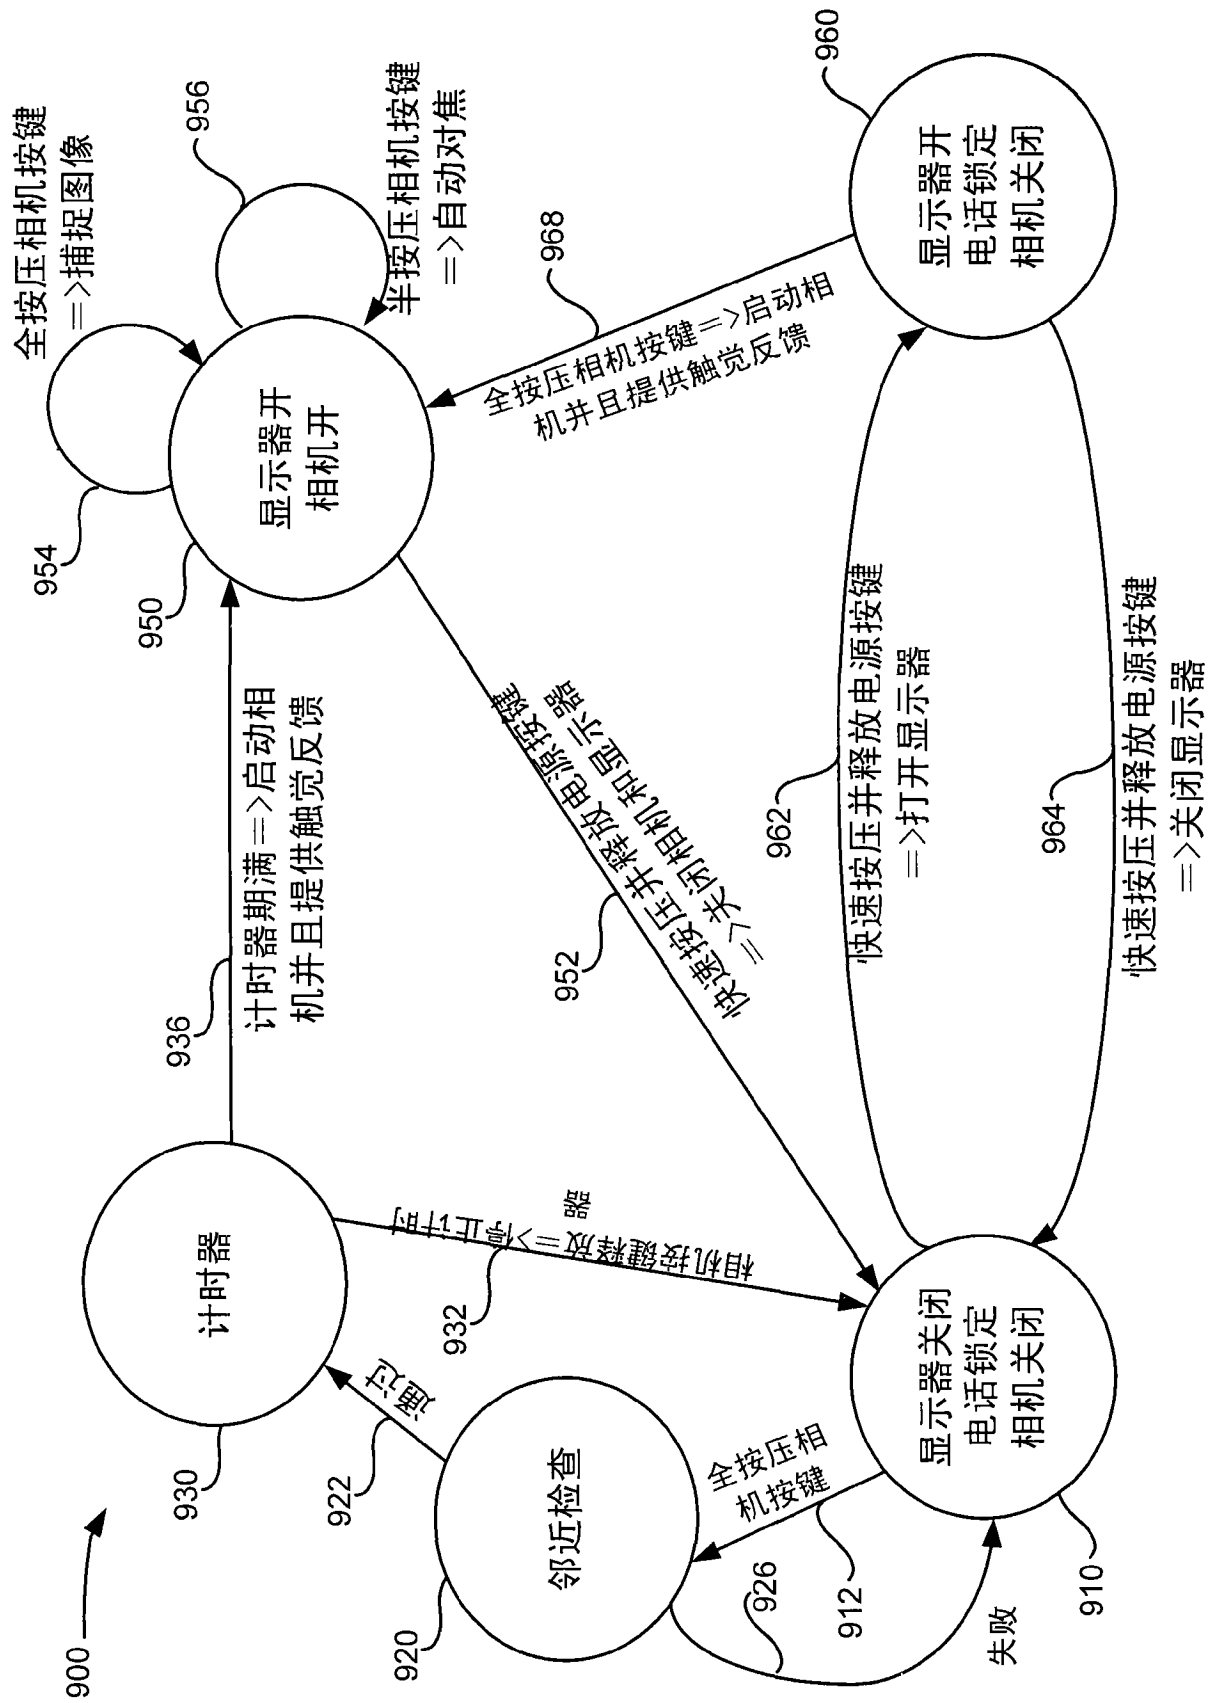 900
930
计时器
922
通过
920
邻近检查
926
失败
912
全按压相
机按键
910
显示器关闭
电话锁定
相机关闭
932
相机按键释放=>停止计时
器
936
计时器期满=>启动相
机并且提供触觉反馈
952
快速按压并释放电源按键
=>关闭相机和显示器
950
显示器开
相机开
954
全按压相机按键
=>捕捉图像
956
半按压相机按键
=>自动对焦
968
全按压相机按键=>启动相
机并且提供触觉反馈
962
快速按压并释放电源按键
=>打开显示器
964
快速按压并释放电源按键
=>关闭显示器
960
显示器开
电话锁定
相机关闭